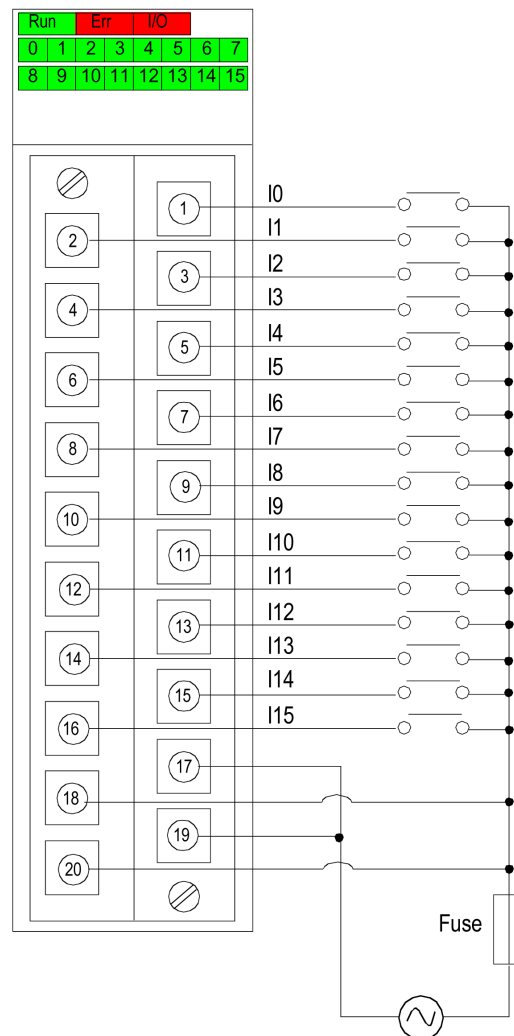 Run Err I/O
0 1 2 3 4 5 6 7
8 9 10 11 12 13 14 15
1 I0
2 I1
3 I2
4 I3
5 I4
6 I5
7 I6
8 I7
9 I8
10 I9
11 I10
12 I11
13 I12
14 I13
15 I14
16 I15
17
18
19
20
Fuse